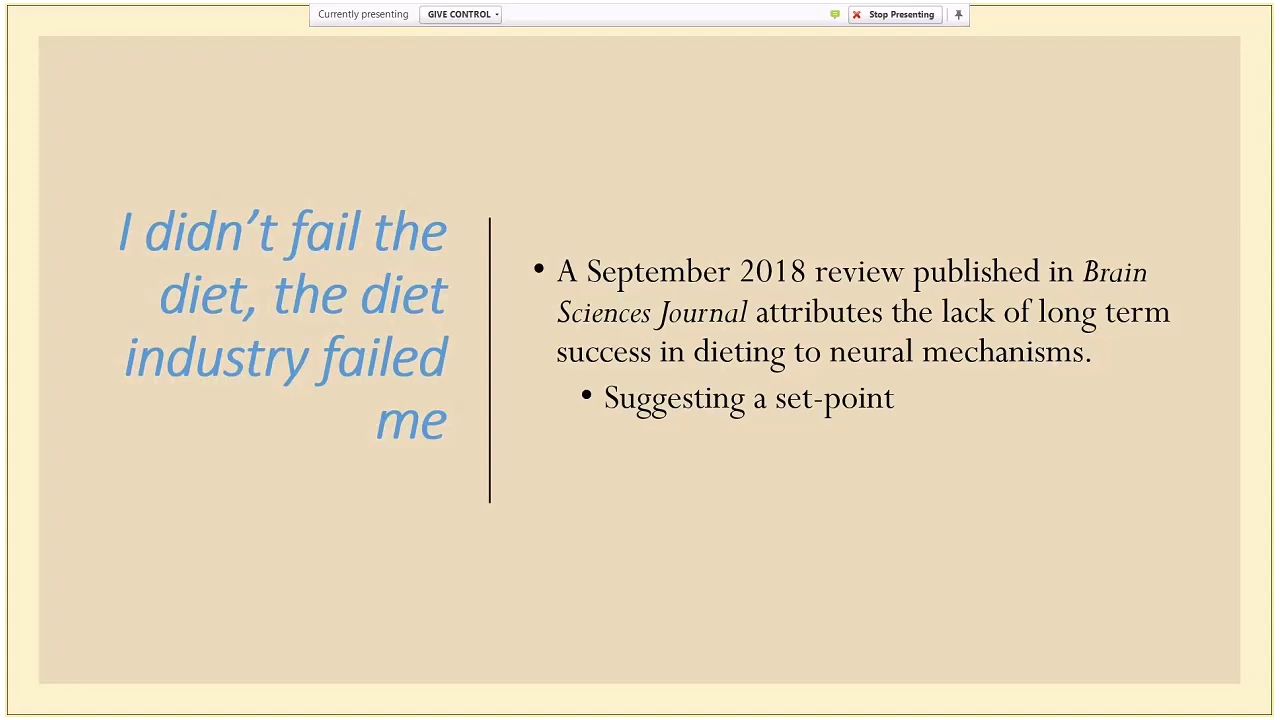 Currently presenting GIVE CONTROL Stop Presenting
I didn’t fail the
diet, the diet
industry failed
me
• A September 2018 review published in Brain
Sciences Journal attributes the lack of long term
success in dieting to neural mechanisms.
• Suggesting a set-point